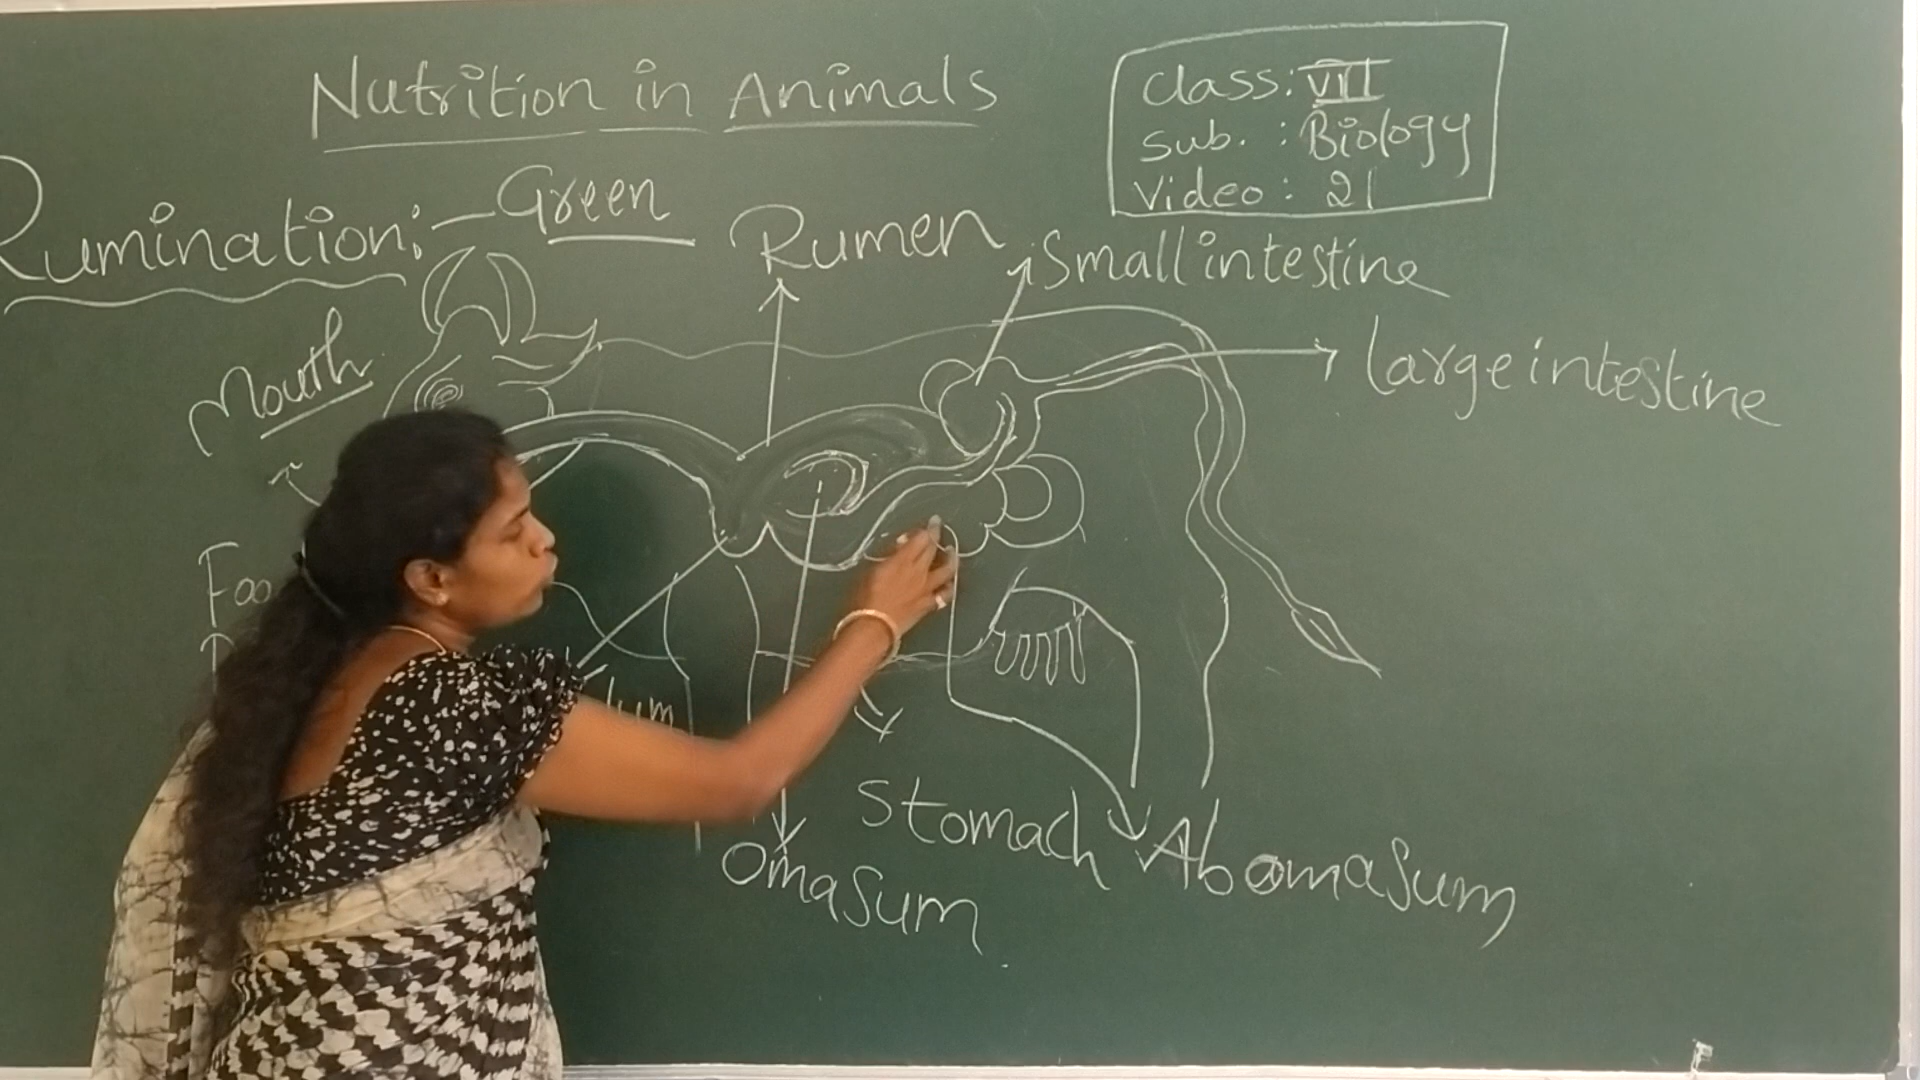 Nutrition in Animals
Class: VII
Sub. : Biology
Video : 21
Rumination:- Green
Rumen
Small intestine
Mouth
large intestine
Foo
Stomach
Abomasum
Omasum